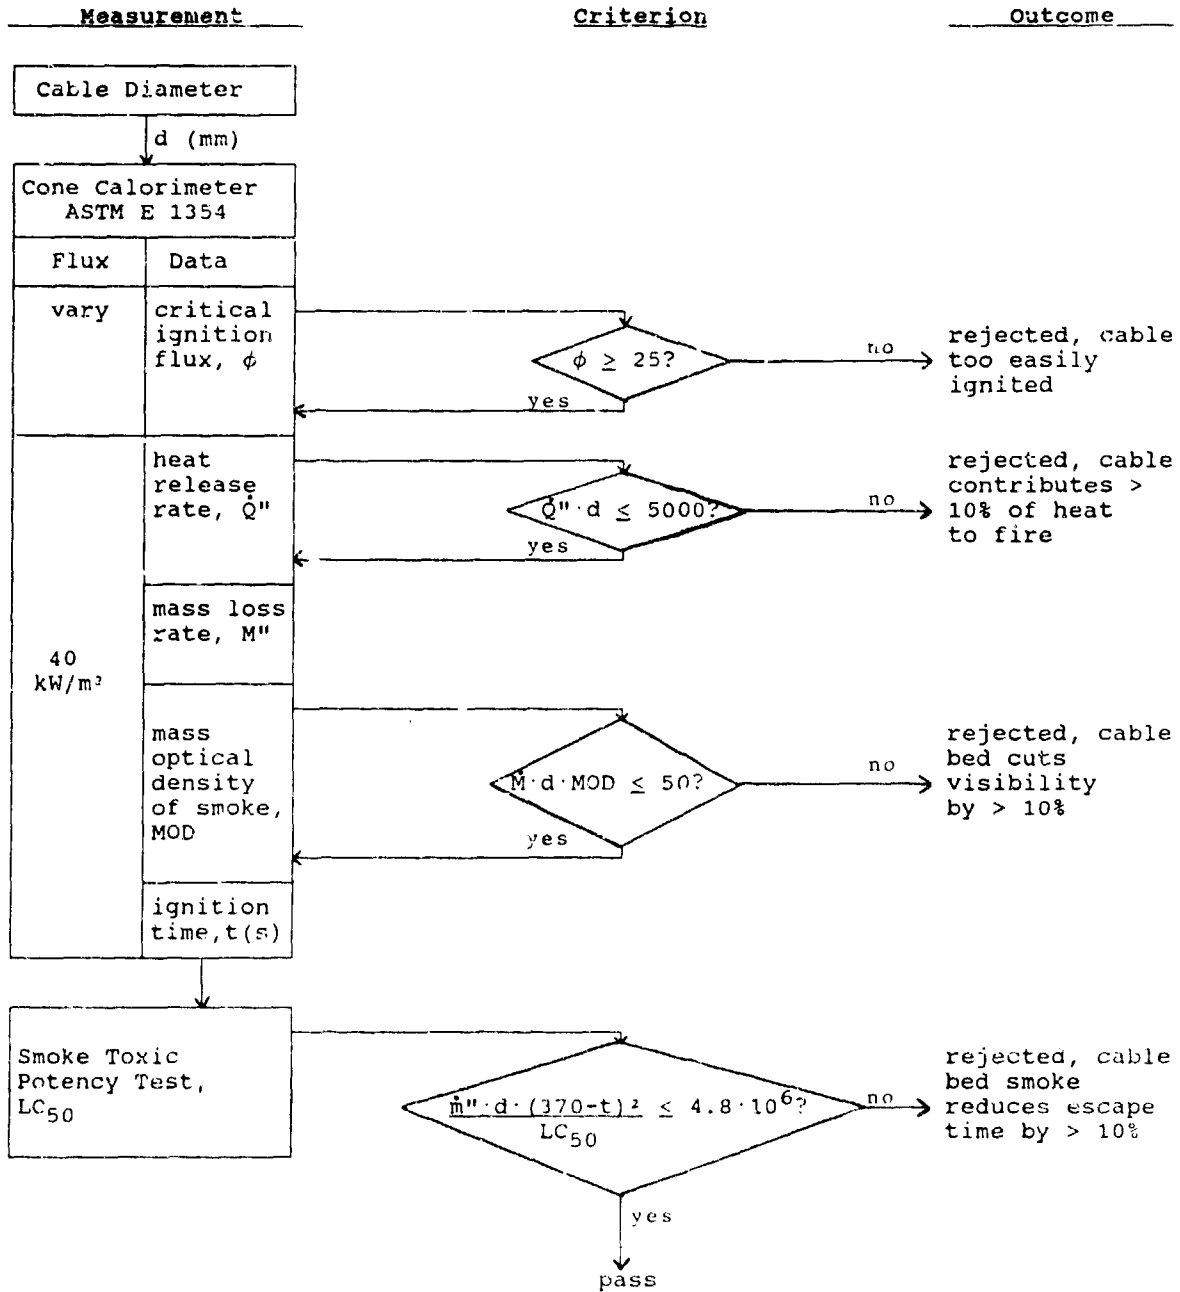 Measurement
Criterion
Outcome
Cable Diameter
d (mm)
Cone Calorimeter
ASTM E 1354
Flux
Data
vary
critical
ignition
flux, ϕ
ϕ ≥ 25?
no
yes
rejected, cable
too easily
ignited
40
kW/m²
heat
release
rate, Q̇"
Q̇"·d ≤ 5000?
no
yes
rejected, cable
contributes >
10% of heat
to fire
mass loss
rate, M"
mass
optical
density
of smoke,
MOD
Ṁ·d·MOD ≤ 50?
no
yes
rejected, cable
bed cuts
visibility
by > 10%
ignition
time,t(s)
Smoke Toxic
Potency Test,
LC₅₀
ṁ"·d·(370-t)² ≤ 4.8·10⁶?
LC₅₀
no
rejected, cable
bed smoke
reduces escape
time by > 10%
yes
pass